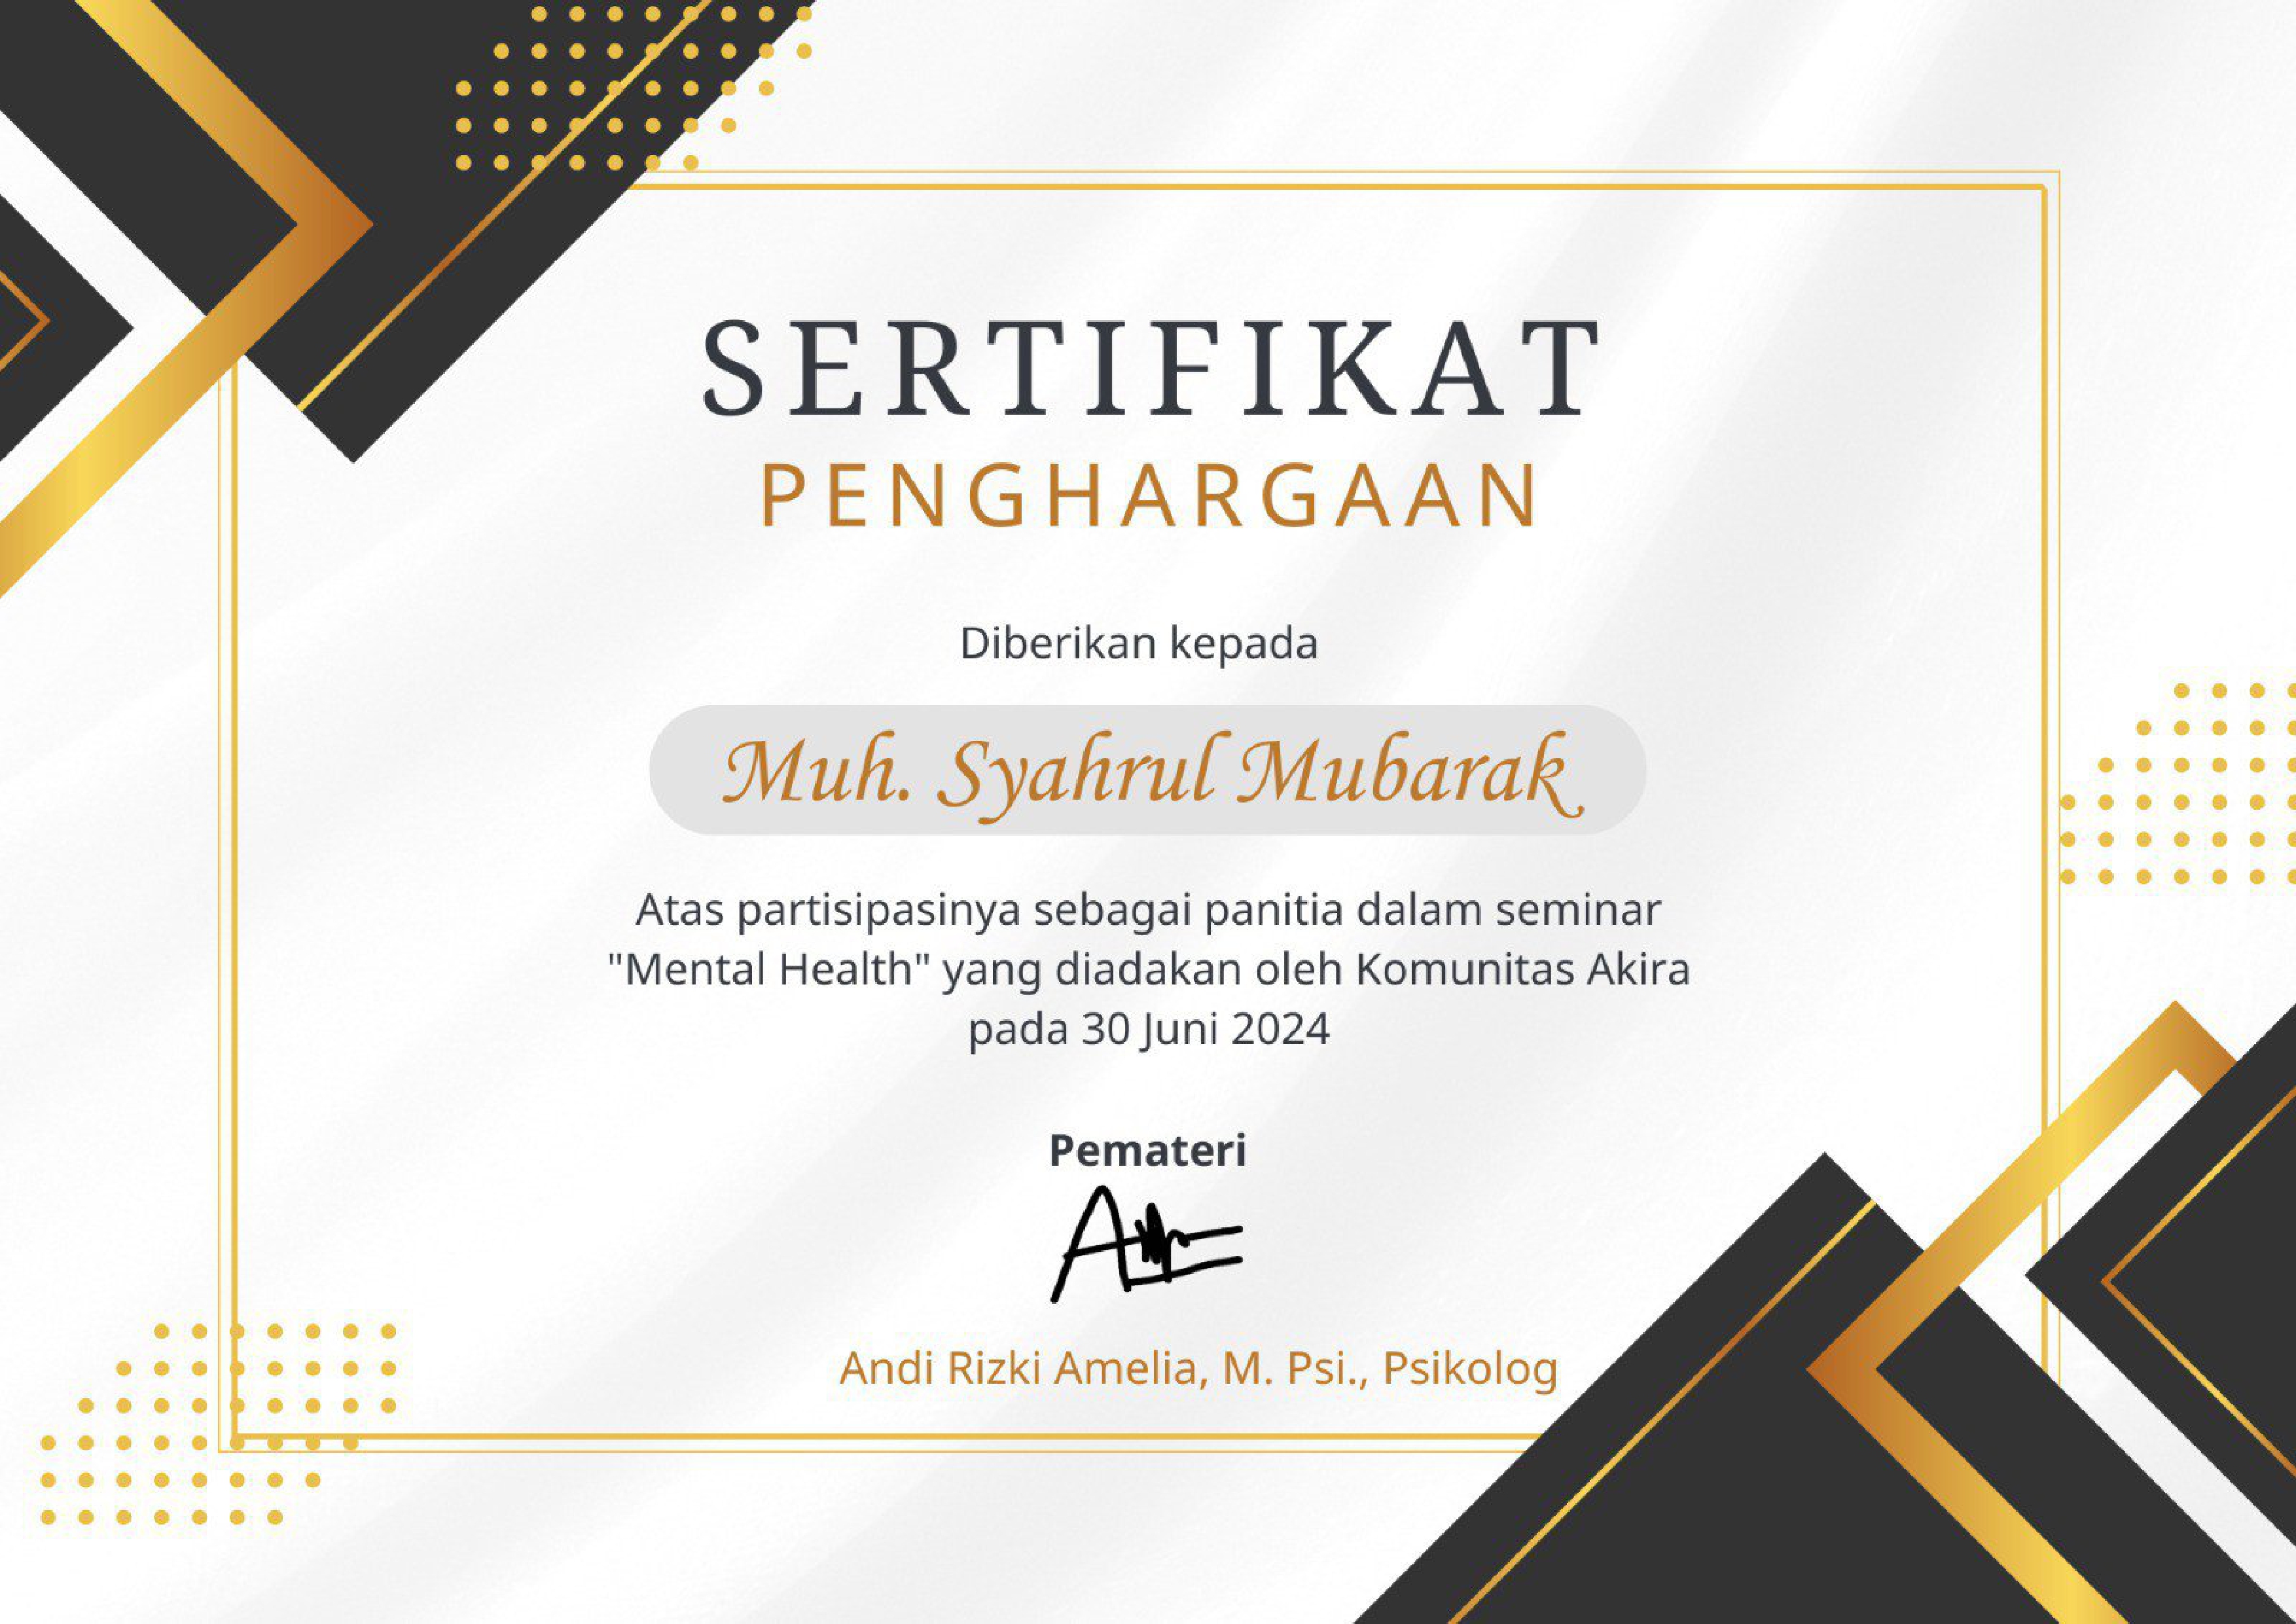 SERTIFIKAT
PENGHARGAAN
Diberikan kepada
Muh. Syahrul Mubarak
Atas partisipasinya sebagai panitia dalam seminar
"Mental Health" yang diadakan oleh Komunitas Akira
pada 30 Juni 2024
Pemateri
Andi Rizki Amelia, M. Psi., Psikolog